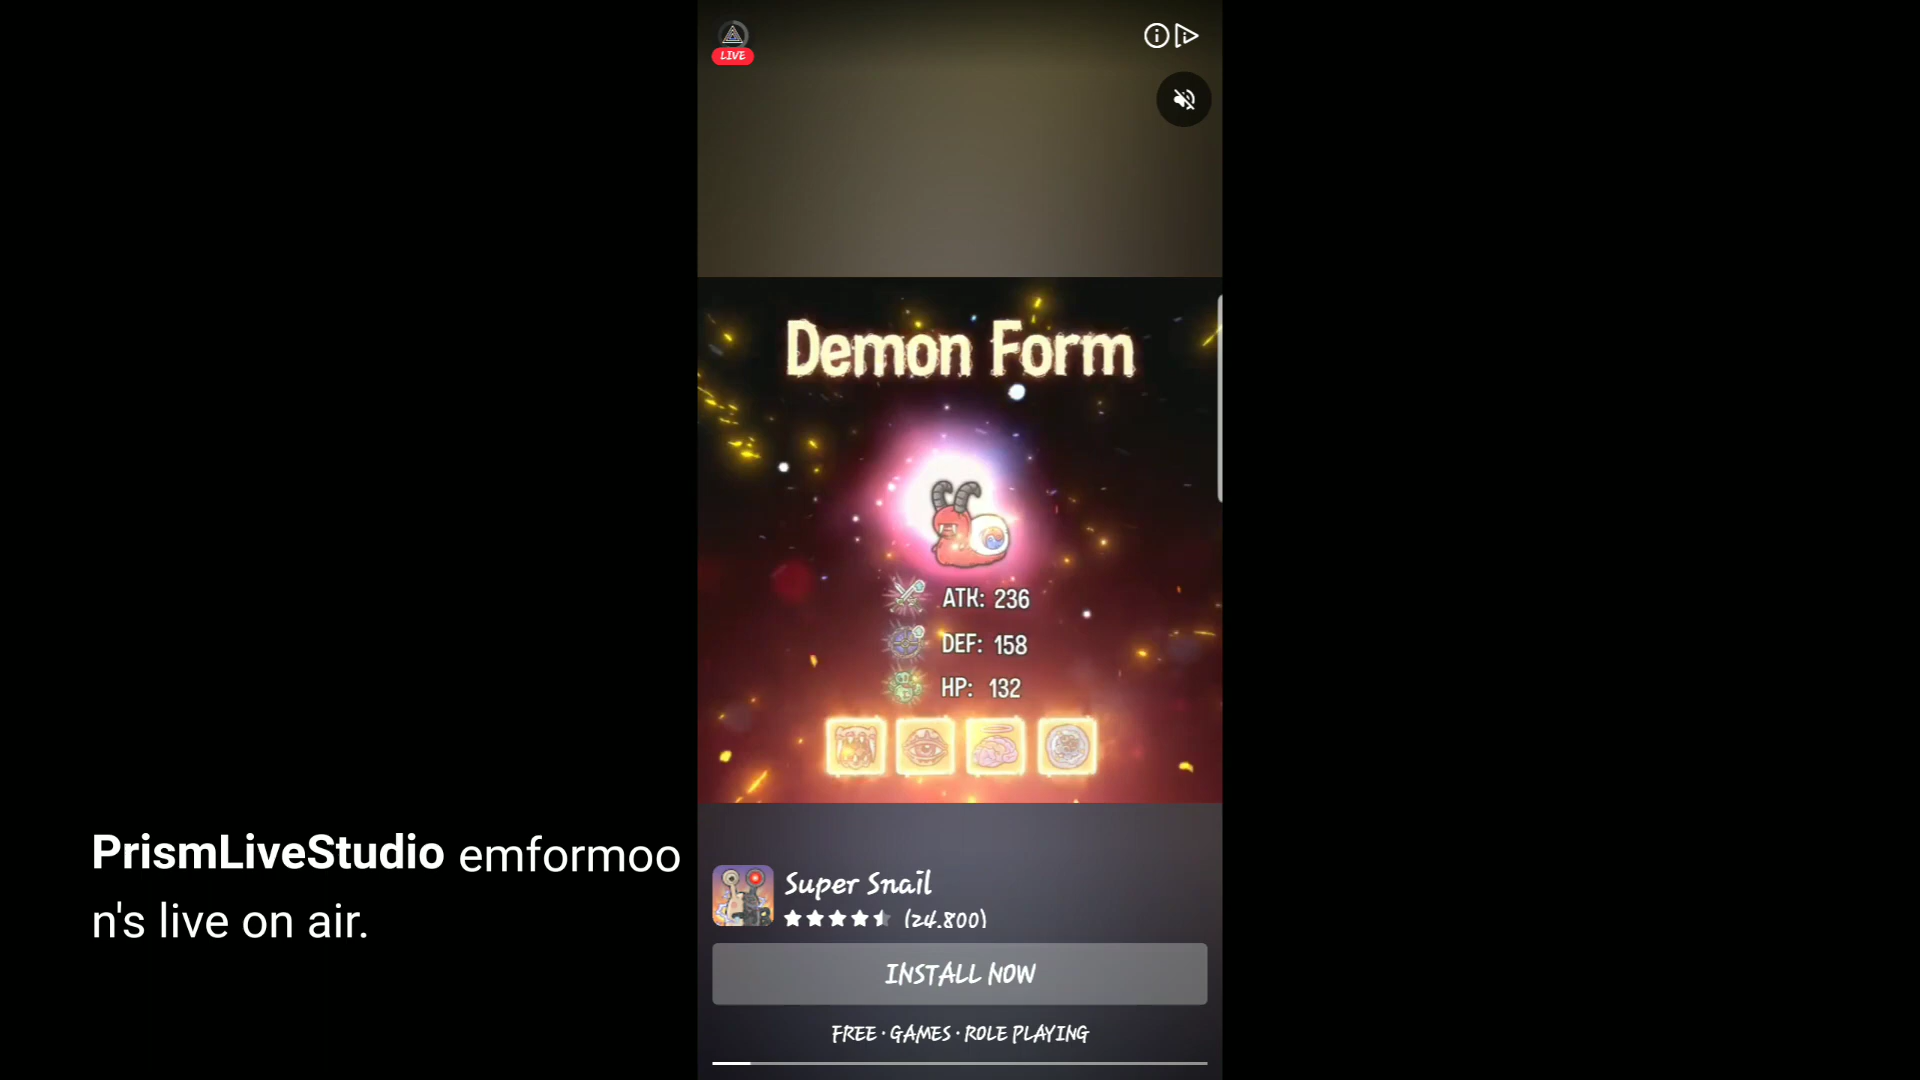 LIVE
Demon Form
ATK: 236
DEF: 158
HP: 132
PrismLiveStudio emformoo
n's live on air.
Super Snail
(24.800)
INSTALL NOW
FREE · GAMES · ROLE PLAYING